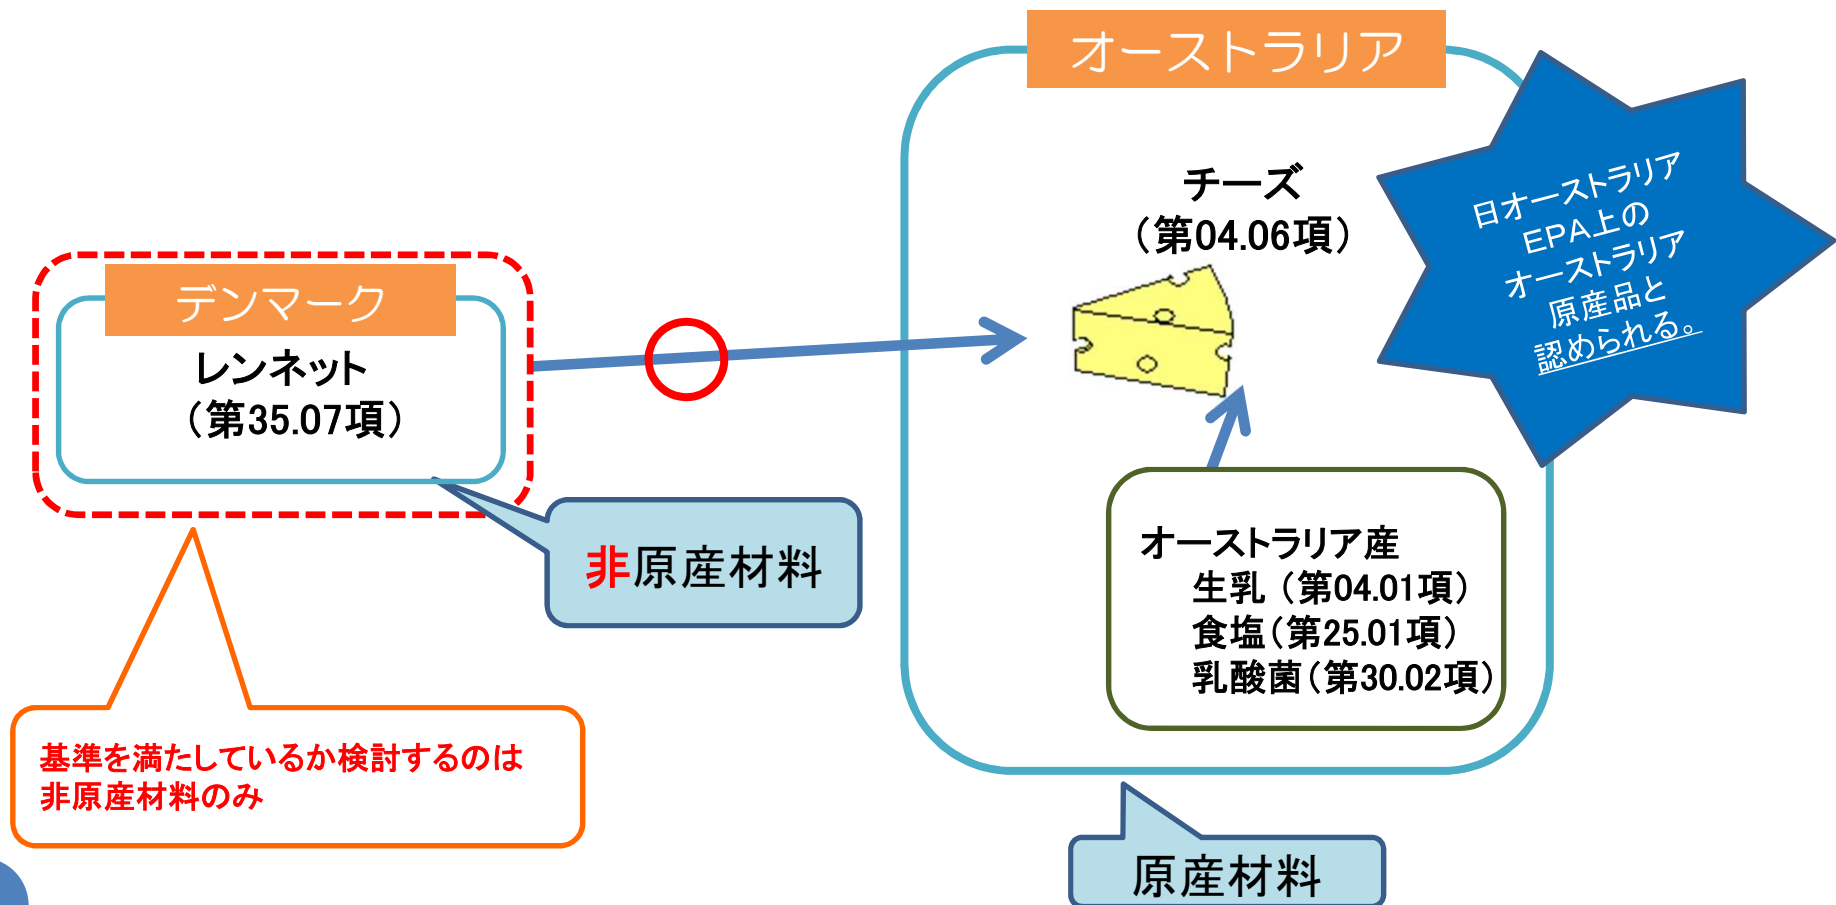 オーストラリア
チーズ
（第04.06項）
日オーストラリア
EPA上の
オーストラリア
原産品と
認められる。
デンマーク
レンネット
（第35.07項）
非原産材料
オーストラリア産
生乳（第04.01項）
食塩（第25.01項）
乳酸菌（第30.02項）
基準を満たしているか検討するのは
非原産材料のみ
原産材料